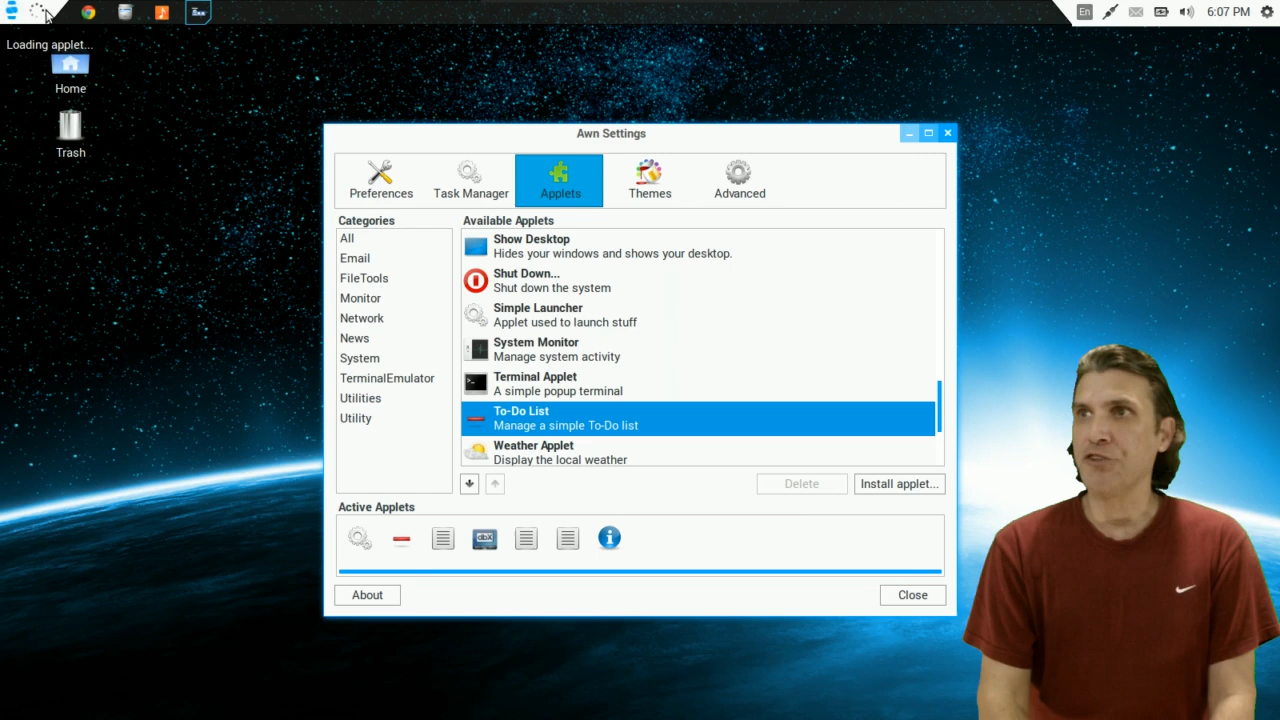 En
6:07 PM
Loading applet...
Home
Trash
Awn Settings
Preferences
Task Manager
Applets
Themes
Advanced
Categories
All
Email
FileTools
Monitor
Network
News
System
TerminalEmulator
Utilities
Utility
Available Applets
Show Desktop
Hides your windows and shows your desktop.
Shut Down...
Shut down the system
Simple Launcher
Applet used to launch stuff
System Monitor
Manage system activity
Terminal Applet
A simple popup terminal
To-Do List
Manage a simple To-Do list
Weather Applet
Display the local weather
Delete
Install applet...
Active Applets
About
Close